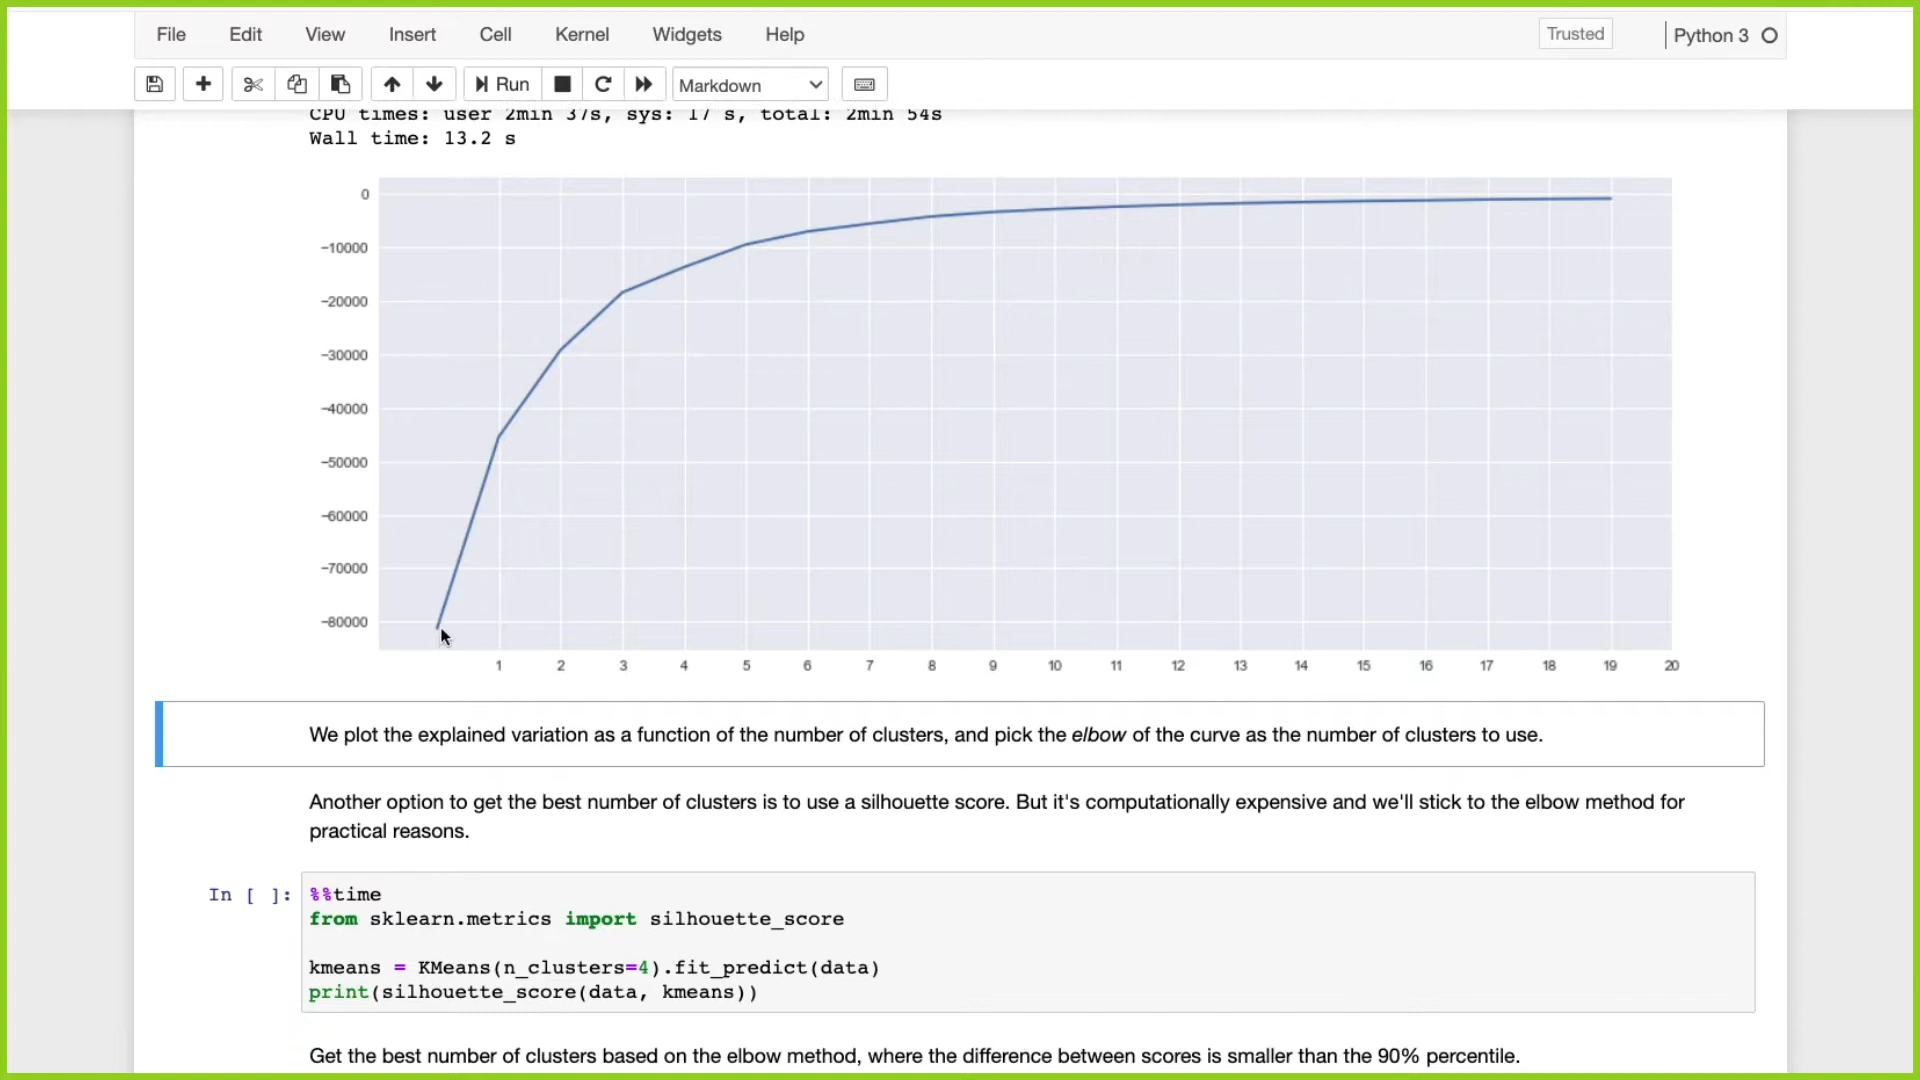 File Edit View Insert Cell Kernel Widgets Help Trusted Python 3
Run Markdown
CPU times: user 2min 37s, sys: 17 s, total: 2min 54s
Wall time: 13.2 s
0
−10000
−20000
−30000
−40000
−50000
−60000
−70000
−80000
1 2 3 4 5 6 7 8 9 10 11 12 13 14 15 16 17 18 19 20
We plot the explained variation as a function of the number of clusters, and pick the elbow of the curve as the number of clusters to use.
Another option to get the best number of clusters is to use a silhouette score. But it's computationally expensive and we'll stick to the elbow method for
practical reasons.
In [ ]: %%time
from sklearn.metrics import silhouette_score
kmeans = KMeans(n_clusters=4).fit_predict(data)
print(silhouette_score(data, kmeans))
Get the best number of clusters based on the elbow method, where the difference between scores is smaller than the 90% percentile.